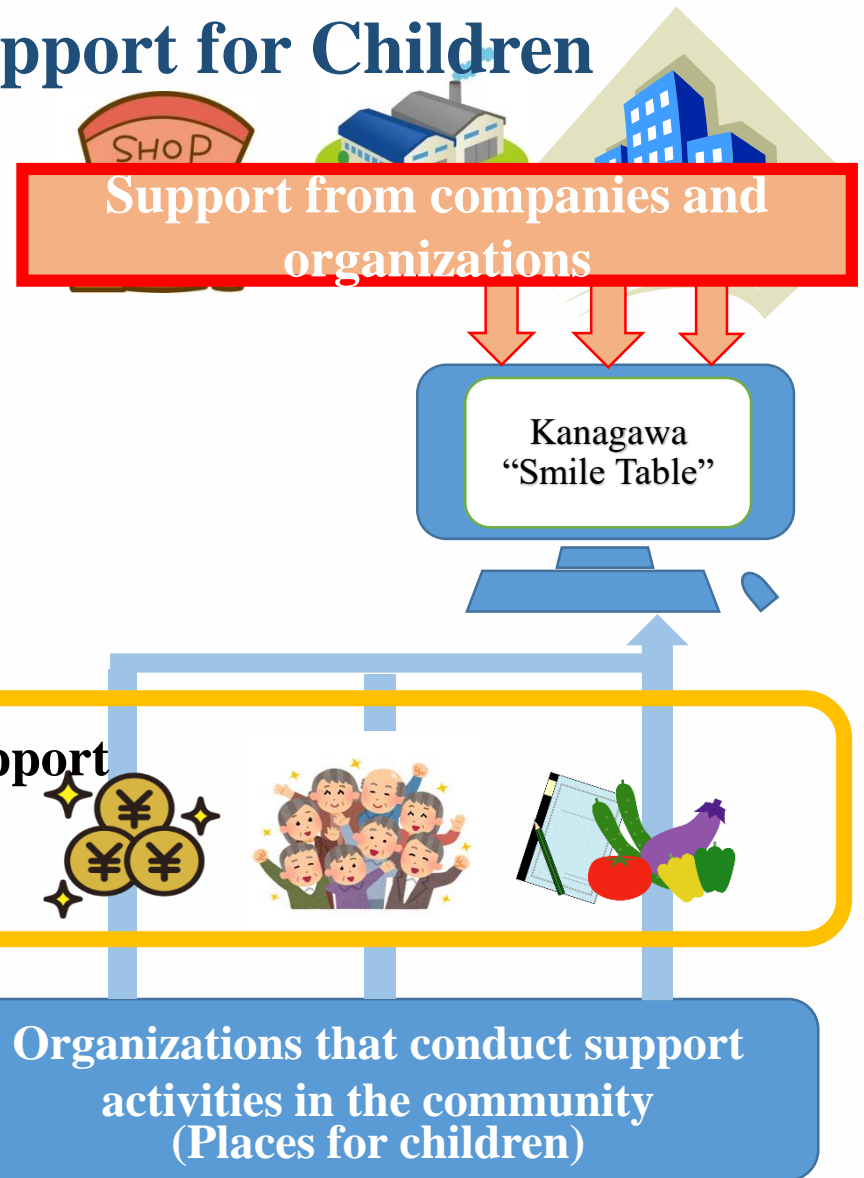 pport for Children
SHOP
Support from companies and
organizations
Kanagawa
“Smile Table”
pport
¥
¥ ¥
Organizations that conduct support
activities in the community
(Places for children)